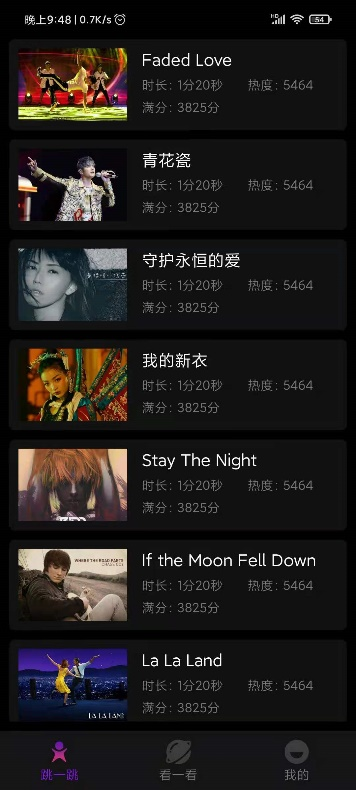 晚上9:48 | 0.7K/s
HD
54
Faded Love
时长：1分20秒 热度：5464
满分：3825分
青花瓷
时长：1分20秒 热度：5464
满分：3825分
守护永恒的爱
时长：1分20秒 热度：5464
满分：3825分
我的新衣
时长：1分20秒 热度：5464
满分：3825分
Stay The Night
时长：1分20秒 热度：5464
满分：3825分
WHERE THE ROAD PARTS
If the Moon Fell Down
时长：1分20秒 热度：5464
满分：3825分
LA LA LAND
La La Land
时长：1分20秒 热度：5464
满分：3825分
跳一跳 看一看 我的